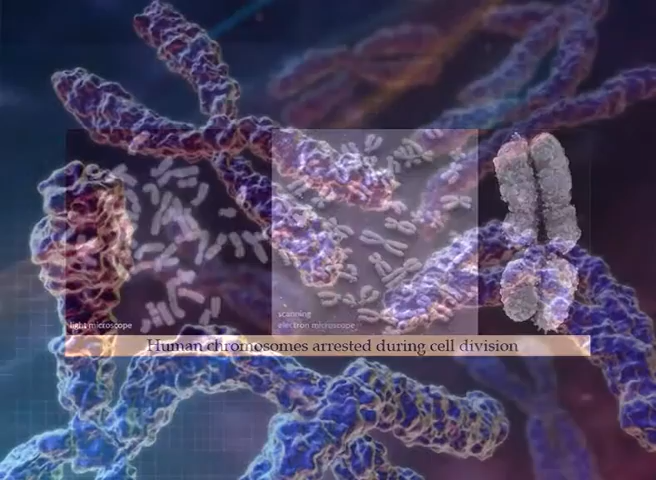 light microscope
scanning
electron microscope
Human chromosomes arrested during cell division